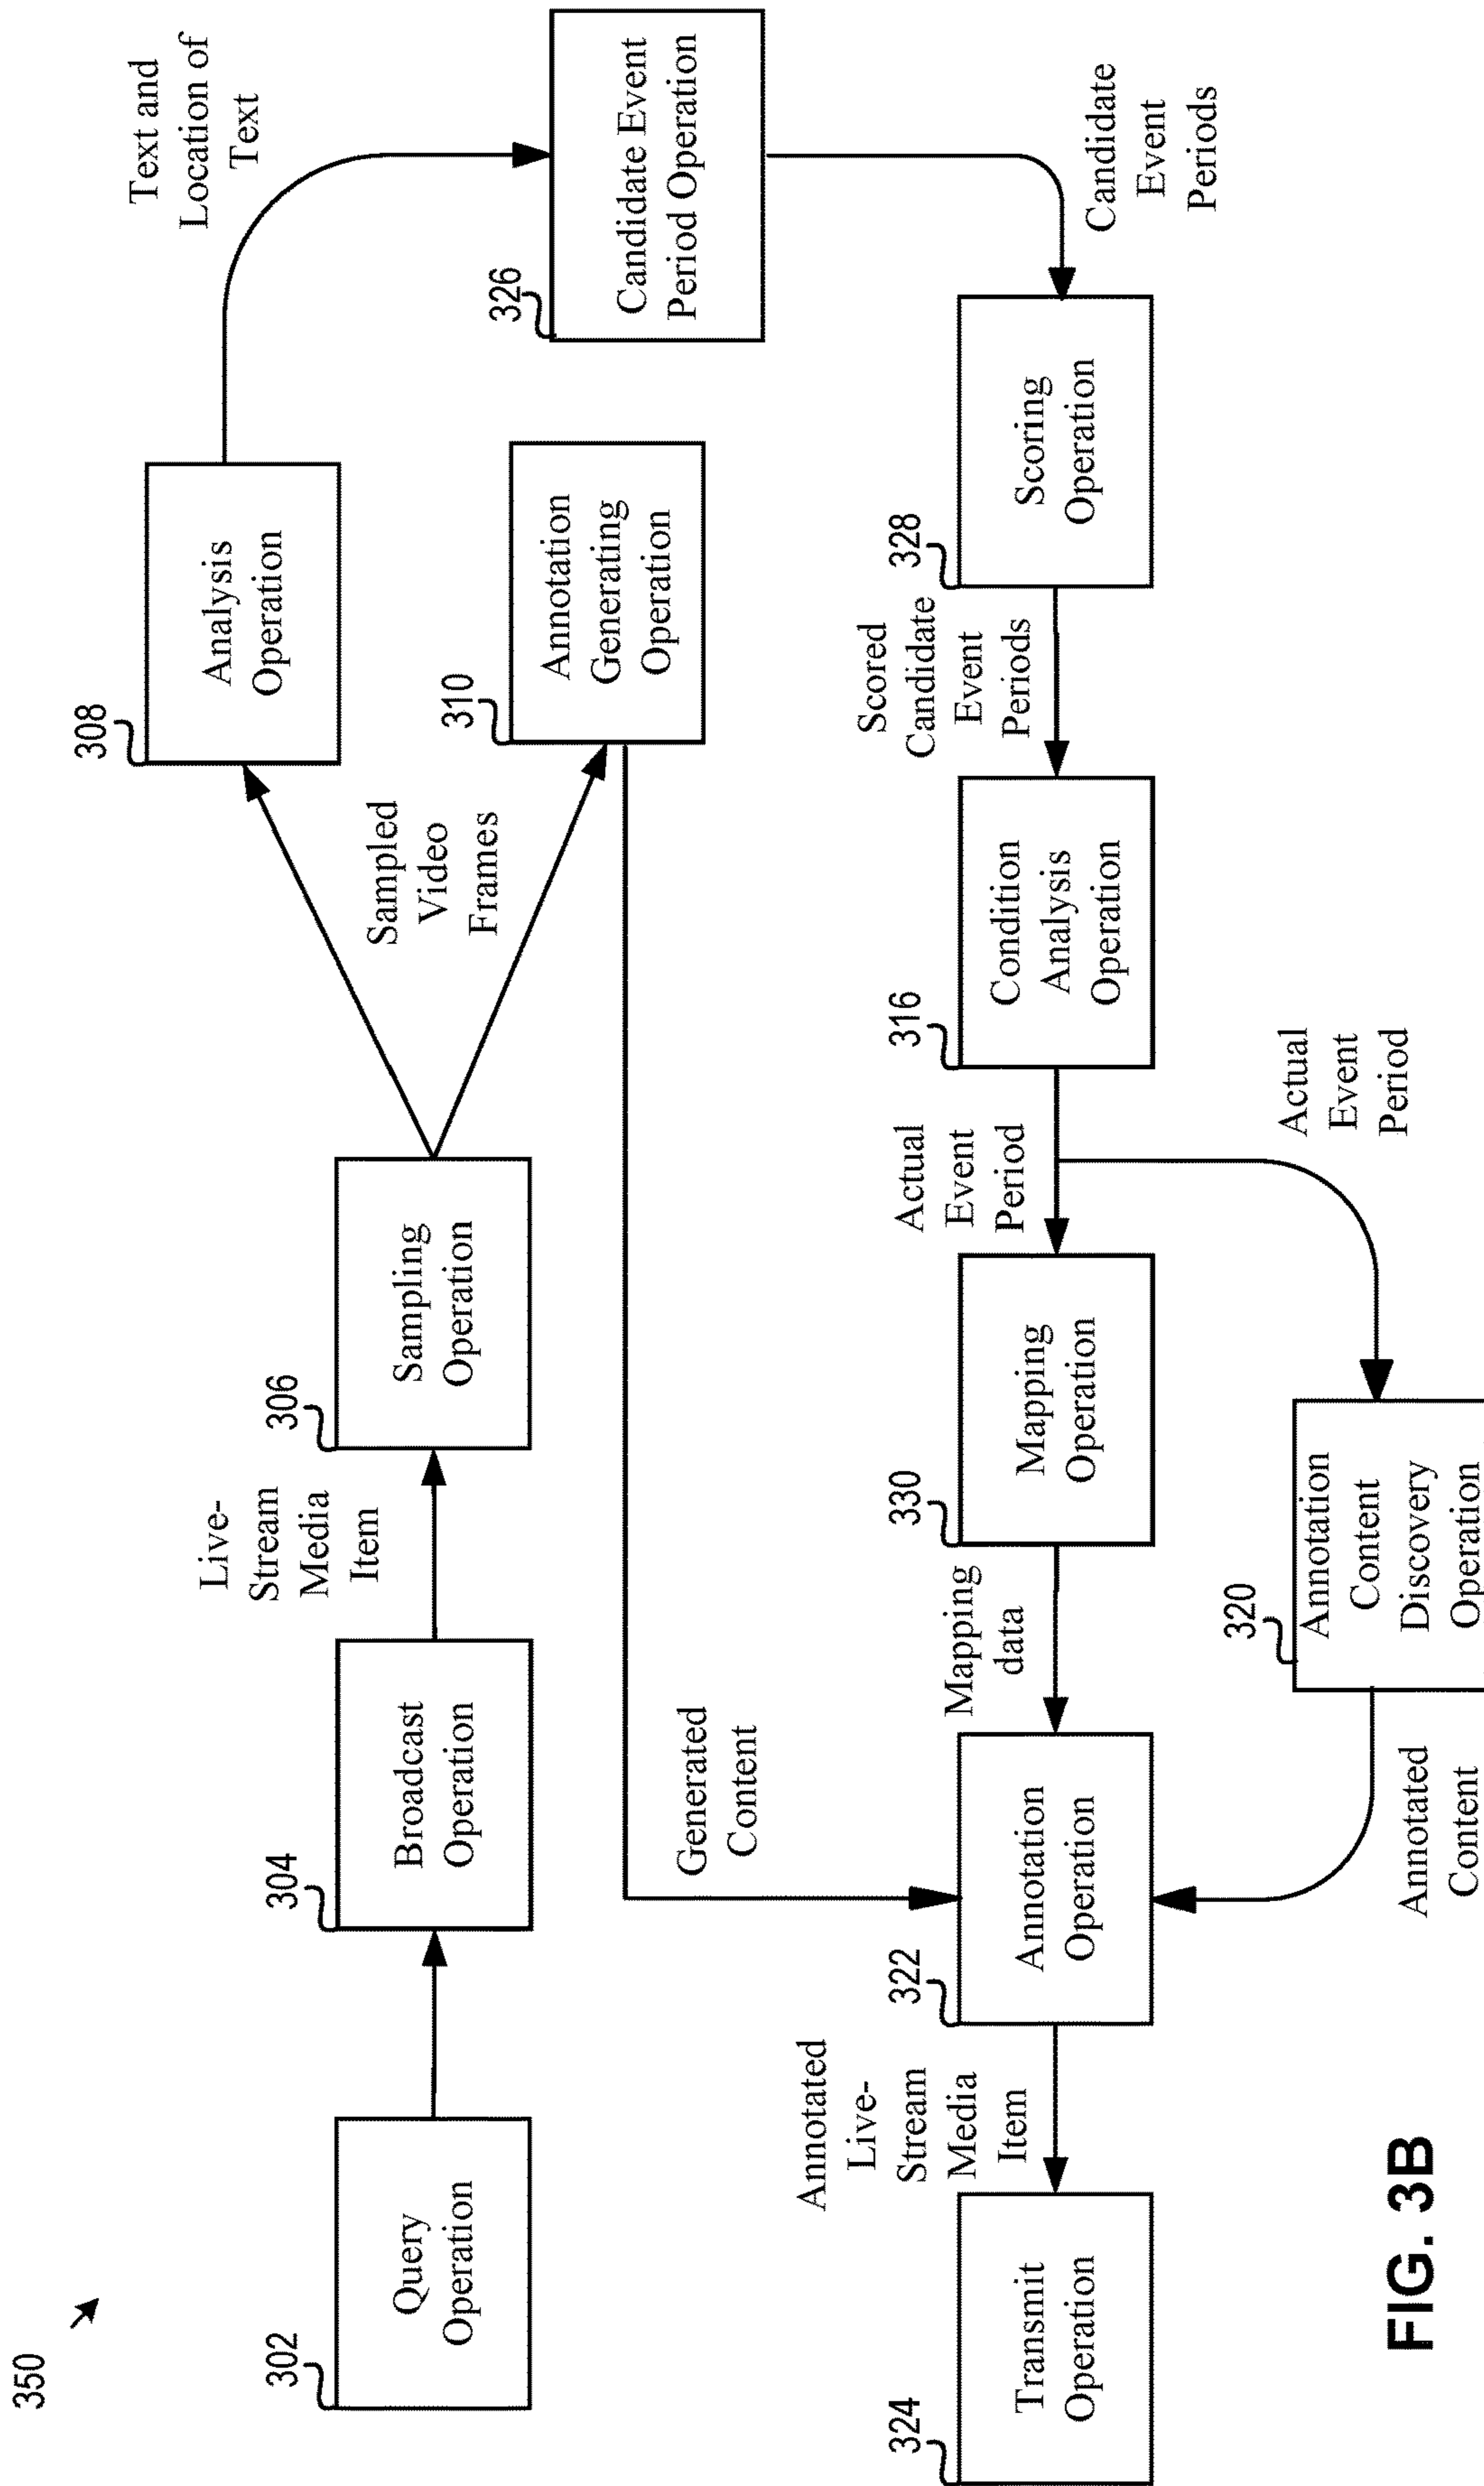 350
302
Query
Operation
304
Broadcast
Operation
Live-
Stream
Media
Item
306
Sampling
Operation
Sampled
Video
Frames
308
Analysis
Operation
310
Annotation
Generating
Operation
Text and
Location of
Text
326
Candidate Event
Period Operation
Candidate
Event
Periods
328
Scoring
Operation
Scored
Candidate
Event
Periods
316
Condition
Analysis
Operation
Actual
Event
Period
Actual
Event
Period
330
Mapping
Operation
Mapping
data
320
Annotation
Content
Discovery
Operation
Annotated
Content
Generated
Content
322
Annotation
Operation
Annotated
Live-
Stream
Media
Item
324
Transmit
Operation
FIG. 3B